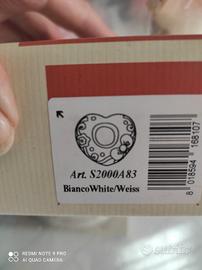 Art. S2000A83
BiancoWhite/Weiss
8 018594 168107
REDMI NOTE 9 PRO
AI QUAD CAMERA